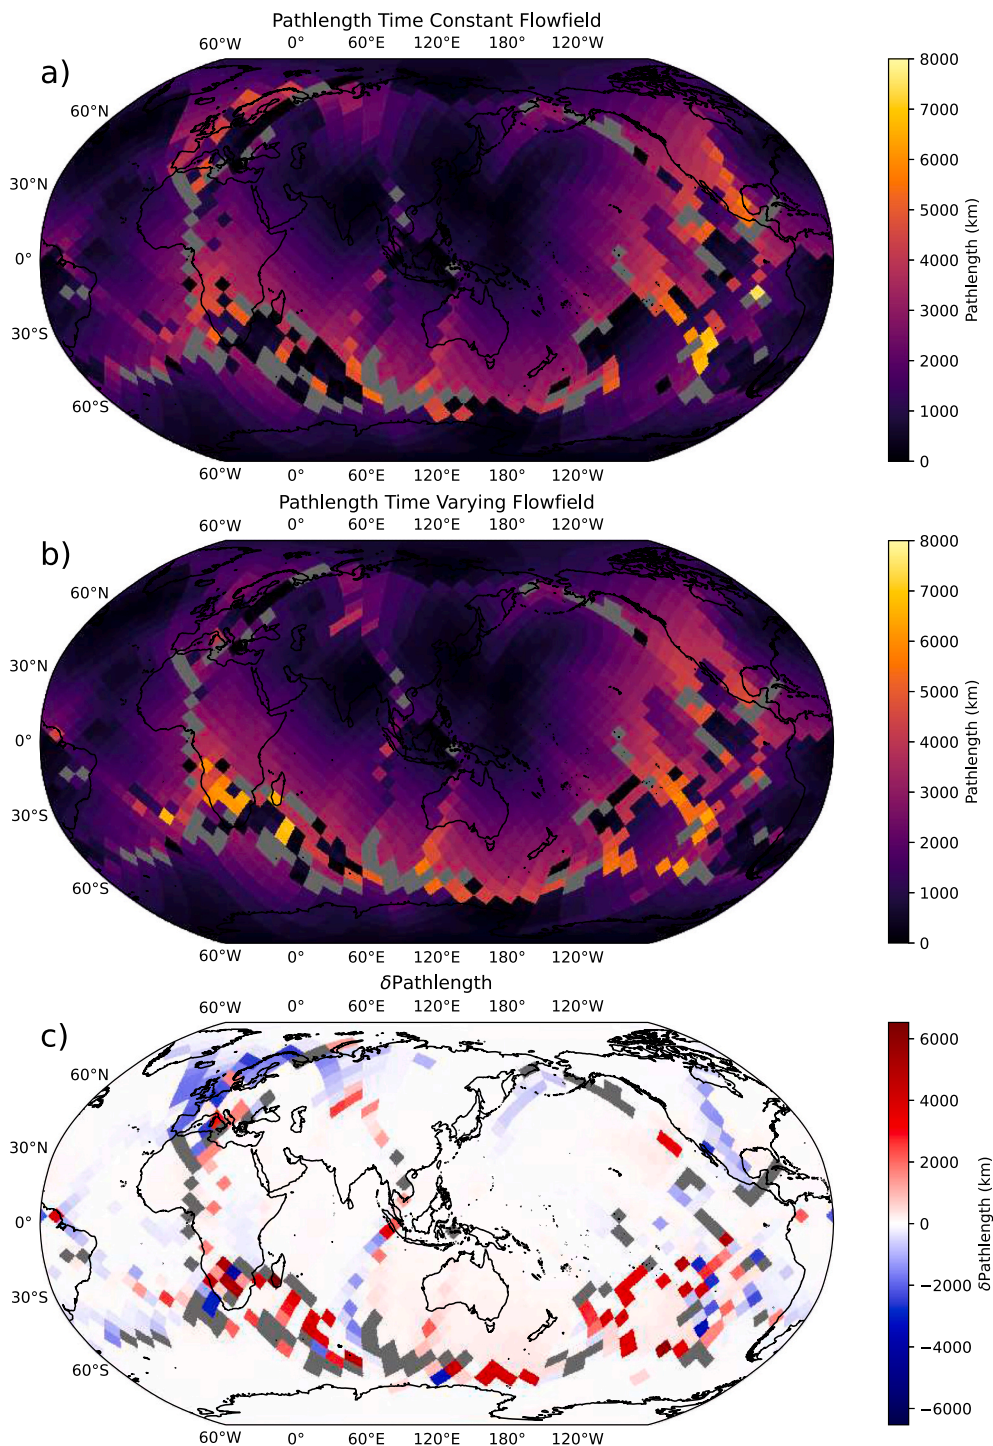 Pathlength Time Constant Flowfield
60°W 0° 60°E 120°E 180° 120°W
a)
60°N
30°N
0°
30°S
60°S
60°W 0° 60°E 120°E 180° 120°W
8000
7000
6000
5000
4000
3000
2000
1000
0
Pathlength (km)
Pathlength Time Varying Flowfield
60°W 0° 60°E 120°E 180° 120°W
b)
60°N
30°N
0°
30°S
60°S
60°W 0° 60°E 120°E 180° 120°W
8000
7000
6000
5000
4000
3000
2000
1000
0
Pathlength (km)
δPathlength
60°W 0° 60°E 120°E 180° 120°W
c)
60°N
30°N
0°
30°S
60°S
60°W 0° 60°E 120°E 180° 120°W
6000
4000
2000
0
−2000
−4000
−6000
δPathlength (km)